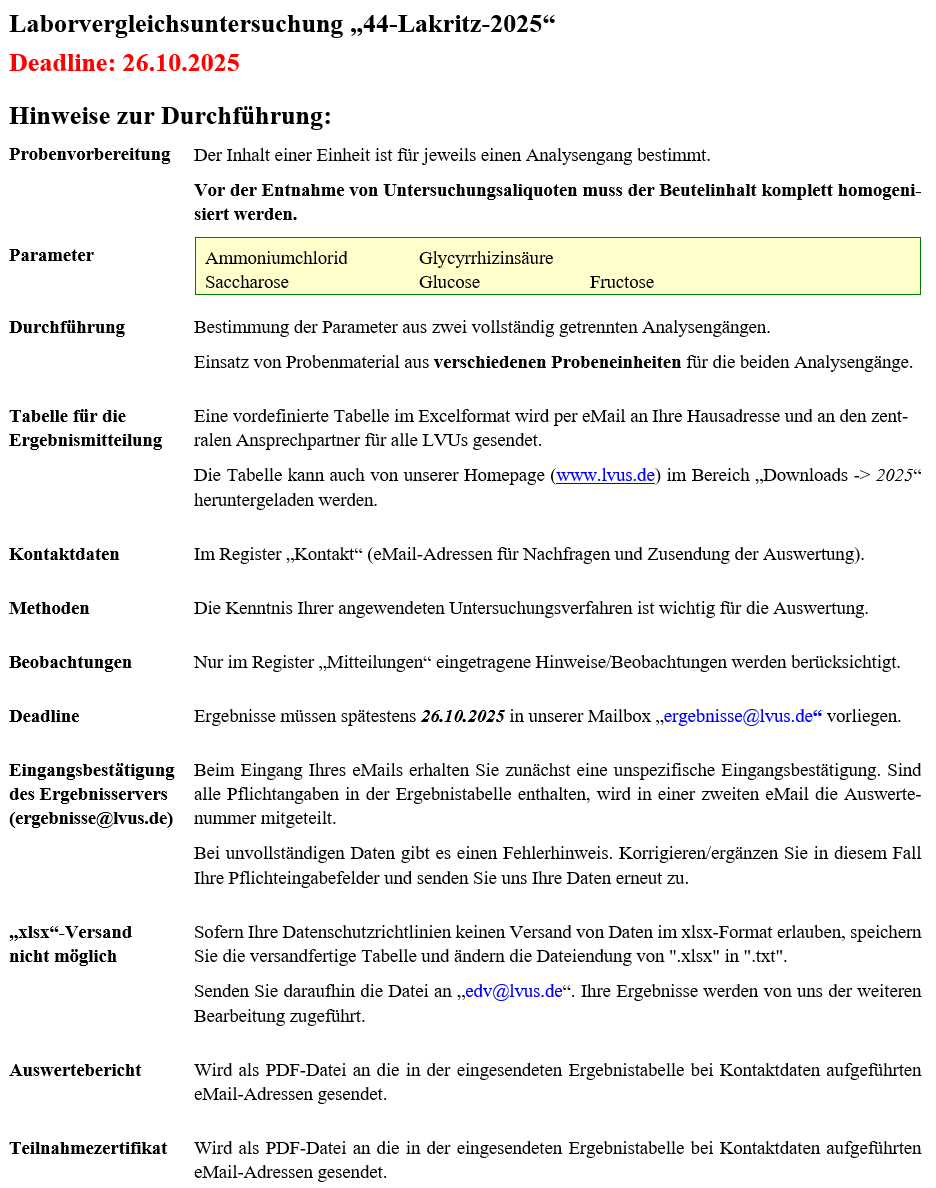 Laborvergleichsuntersuchung „44-Lakritz-2025“
Deadline: 26.10.2025
Hinweise zur Durchführung:
Probenvorbereitung Der Inhalt einer Einheit ist für jeweils einen Analysengang bestimmt.
Vor der Entnahme von Untersuchungsaliquoten muss der Beutelinhalt komplett homogeni-
siert werden.
Parameter Ammoniumchlorid Glycyrrhizinsäure
Saccharose Glucose Fructose
Durchführung Bestimmung der Parameter aus zwei vollständig getrennten Analysengängen.
Einsatz von Probenmaterial aus verschiedenen Probeneinheiten für die beiden Analysengänge.
Tabelle für die Eine vordefinierte Tabelle im Excelformat wird per eMail an Ihre Hausadresse und an den zent-
Ergebnismitteilung ralen Ansprechpartner für alle LVUs gesendet.
Die Tabelle kann auch von unserer Homepage (www.lvus.de) im Bereich „Downloads -> 2025“
heruntergeladen werden.
Kontaktdaten Im Register „Kontakt“ (eMail-Adressen für Nachfragen und Zusendung der Auswertung).
Methoden Die Kenntnis Ihrer angewendeten Untersuchungsverfahren ist wichtig für die Auswertung.
Beobachtungen Nur im Register „Mitteilungen“ eingetragene Hinweise/Beobachtungen werden berücksichtigt.
Deadline Ergebnisse müssen spätestens 26.10.2025 in unserer Mailbox „ergebnisse@lvus.de“ vorliegen.
Eingangsbestätigung Beim Eingang Ihres eMails erhalten Sie zunächst eine unspezifische Eingangsbestätigung. Sind
des Ergebnisservers alle Pflichtangaben in der Ergebnistabelle enthalten, wird in einer zweiten eMail die Auswerte-
(ergebnisse@lvus.de) nummer mitgeteilt.
Bei unvollständigen Daten gibt es einen Fehlerhinweis. Korrigieren/ergänzen Sie in diesem Fall
Ihre Pflichteingabefelder und senden Sie uns Ihre Daten erneut zu.
„xlsx“-Versand Sofern Ihre Datenschutzrichtlinien keinen Versand von Daten im xlsx-Format erlauben, speichern
nicht möglich Sie die versandfertige Tabelle und ändern die Dateiendung von ".xlsx" in ".txt".
Senden Sie daraufhin die Datei an „edv@lvus.de“. Ihre Ergebnisse werden von uns der weiteren
Bearbeitung zugeführt.
Auswertebericht Wird als PDF-Datei an die in der eingesendeten Ergebnistabelle bei Kontaktdaten aufgeführten
eMail-Adressen gesendet.
Teilnahmezertifikat Wird als PDF-Datei an die in der eingesendeten Ergebnistabelle bei Kontaktdaten aufgeführten
eMail-Adressen gesendet.